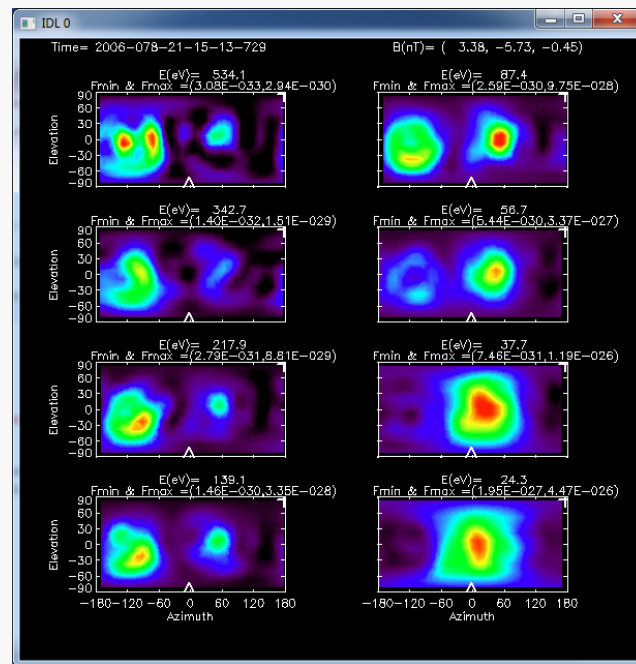 IDL 0
Time= 2006-078-21-15-13-729
B(nT)= ( 3.38, -5.73, -0.45)
E(eV)= 534.1
Fmin & Fmax =(3.08E-033,2.94E-030)
E(eV)= 87.4
Fmin & Fmax =(2.59E-030,9.75E-028)
90
60
30
0
-30
-60
-90
Elevation
E(eV)= 342.7
Fmin & Fmax =(1.40E-032,1.51E-029)
E(eV)= 56.7
Fmin & Fmax =(5.44E-030,3.37E-027)
90
60
30
0
-30
-60
-90
Elevation
E(eV)= 217.9
Fmin & Fmax =(2.79E-031,8.81E-029)
E(eV)= 37.7
Fmin & Fmax =(7.46E-031,1.19E-026)
90
60
30
0
-30
-60
-90
Elevation
E(eV)= 139.1
Fmin & Fmax =(1.46E-030,3.35E-028)
E(eV)= 24.3
Fmin & Fmax =(1.95E-027,4.47E-026)
90
60
30
0
-30
-60
-90
Elevation
-180 -120 -60 0 60 120 180
Azimuth
-180 -120 -60 0 60 120 180
Azimuth